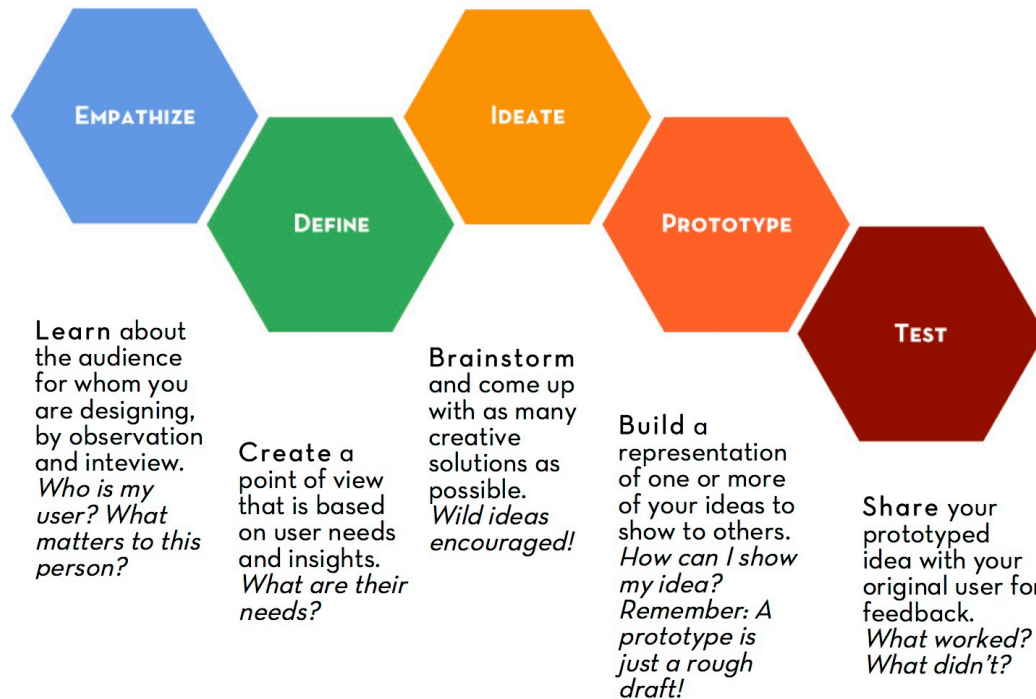 EMPATHIZE
DEFINE
IDEATE
PROTOTYPE
TEST
Learn about
the audience
for whom you
are designing,
by observation
and inteview.
Who is my
user? What
matters to this
person?
Create a
point of view
that is based
on user needs
and insights.
What are their
needs?
Brainstorm
and come up
with as many
creative
solutions as
possible.
Wild ideas
encouraged!
Build a
representation
of one or more
of your ideas to
show to others.
How can I show
my idea?
Remember: A
prototype is
just a rough
draft!
Share your
prototyped
idea with your
original user for
feedback.
What worked?
What didn't?